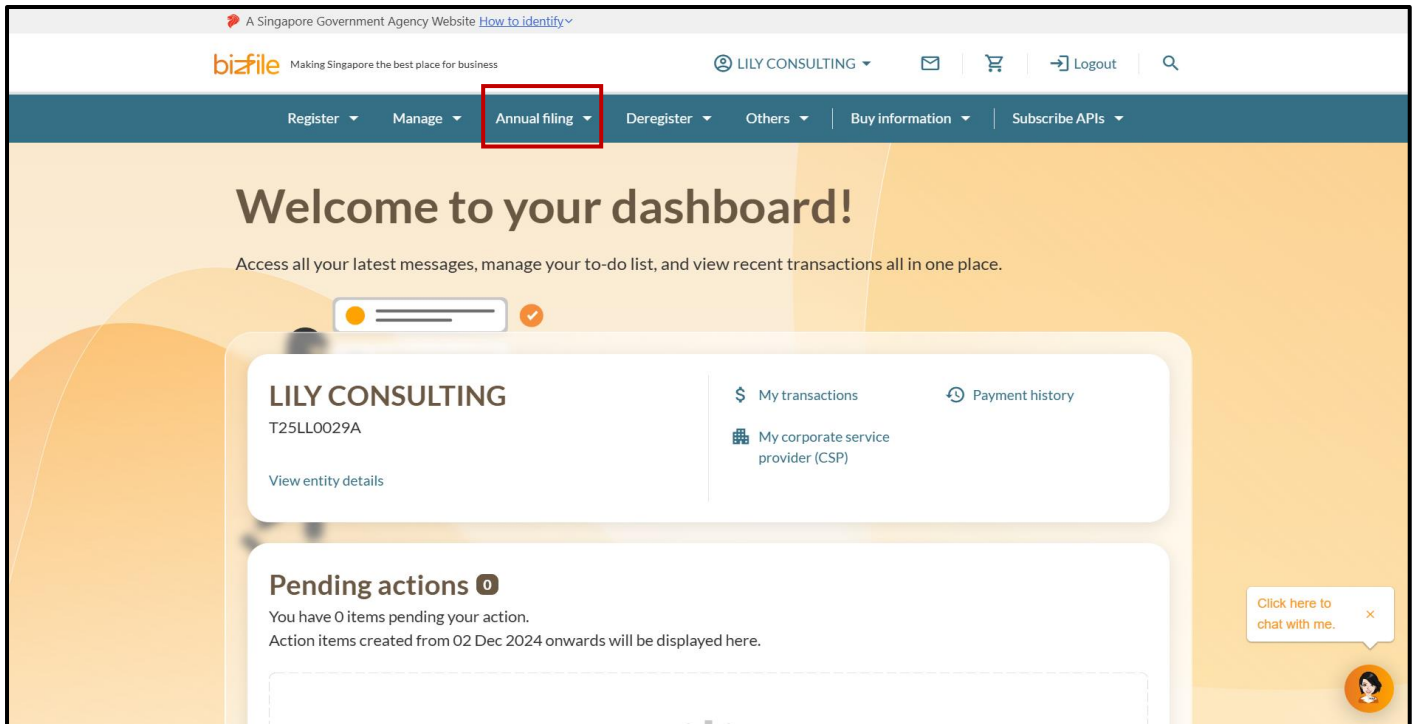 A Singapore Government Agency Website How to identify
bizfile Making Singapore the best place for business LILY CONSULTING Logout
Register Manage Annual filing Deregister Others Buy information Subscribe APIs
Welcome to your dashboard!
Access all your latest messages, manage your to-do list, and view recent transactions all in one place.
LILY CONSULTING
T25LL0029A
View entity details
$ My transactions
Payment history
My corporate service
provider (CSP)
Pending actions 0
You have 0 items pending your action.
Action items created from 02 Dec 2024 onwards will be displayed here.
Click here to
chat with me.